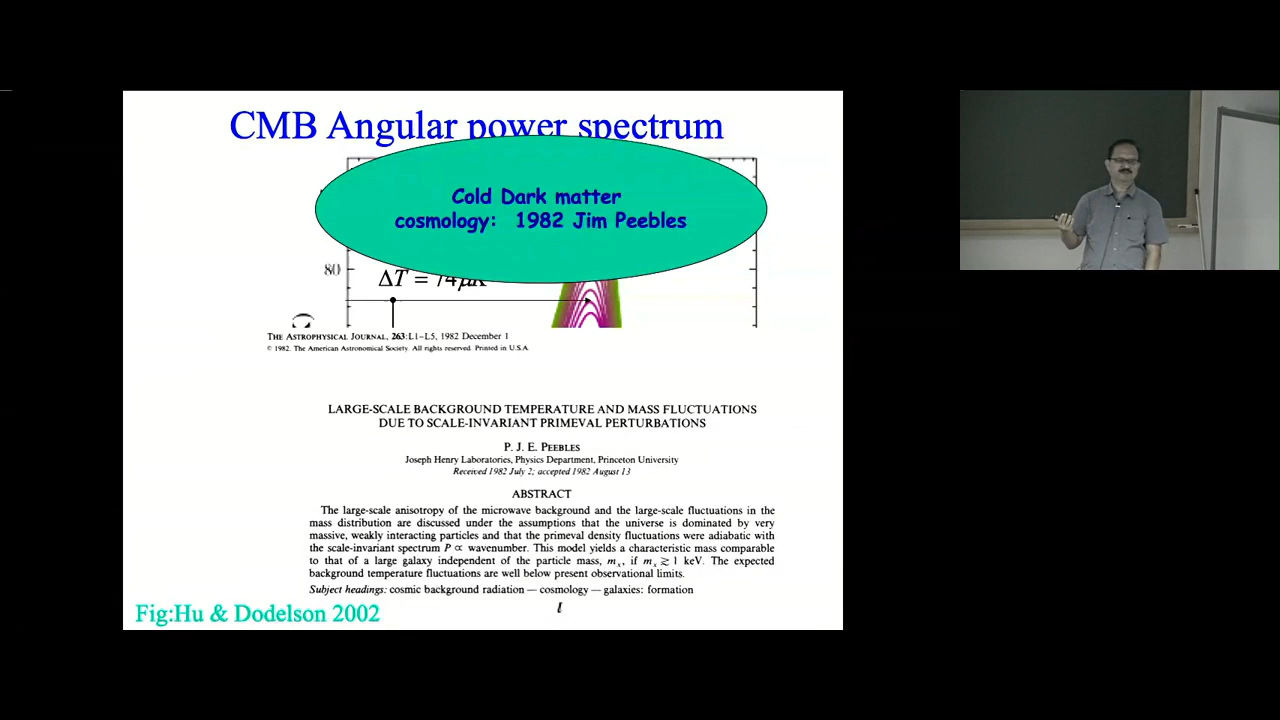 CMB Angular power spectrum
Cold Dark matter
cosmology: 1982 Jim Peebles
80
ΔT = 74μK
THE ASTROPHYSICAL JOURNAL, 263:L1–L5, 1982 December 1
© 1982. The American Astronomical Society. All rights reserved. Printed in U.S.A.
LARGE-SCALE BACKGROUND TEMPERATURE AND MASS FLUCTUATIONS
DUE TO SCALE-INVARIANT PRIMEVAL PERTURBATIONS
P. J. E. PEEBLES
Joseph Henry Laboratories, Physics Department, Princeton University
Received 1982 July 2; accepted 1982 August 13
ABSTRACT
The large-scale anisotropy of the microwave background and the large-scale fluctuations in the
mass distribution are discussed under the assumptions that the universe is dominated by very
massive, weakly interacting particles and that the primeval density fluctuations were adiabatic with
the scale-invariant spectrum P ∝ wavenumber. This model yields a characteristic mass comparable
to that of a large galaxy independent of the particle mass, mₓ, if mₓ ≳ 1 keV. The expected
background temperature fluctuations are well below present observational limits.
Subject headings: cosmic background radiation — cosmology — galaxies: formation
l
Fig:Hu & Dodelson 2002